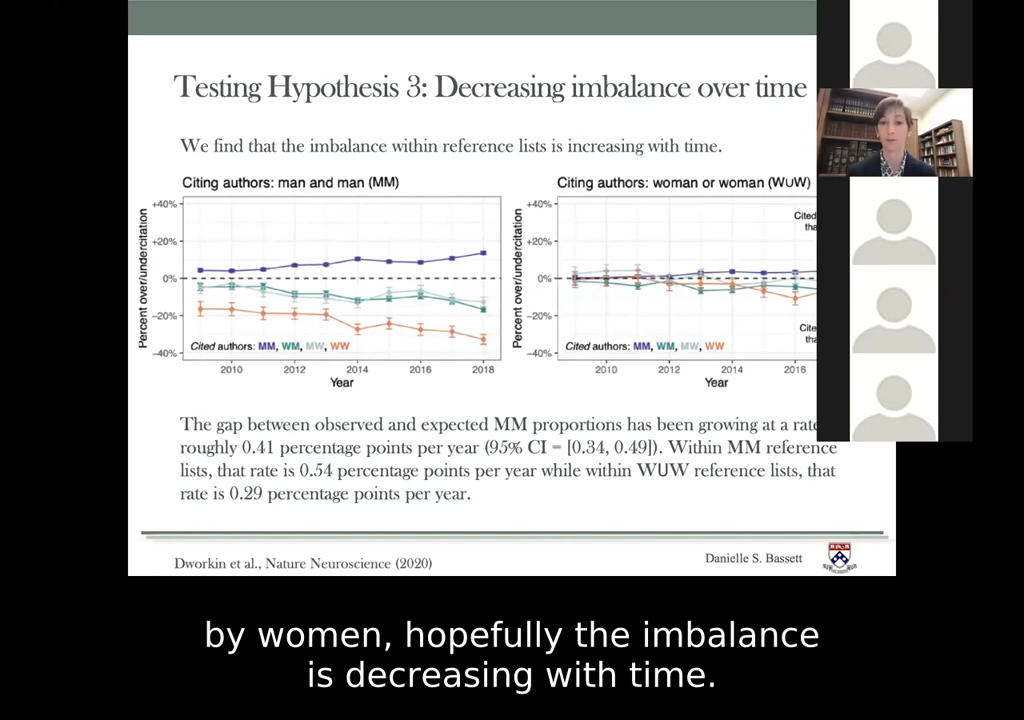 Testing Hypothesis 3: Decreasing imbalance over time
We find that the imbalance within reference lists is increasing with time.
Citing authors: man and man (MM)
Percent over/undercitation
+40%
+20%
0%
−20%
−40%
Cited authors: MM, WM, MW, WW
2010 2012 2014 2016 2018
Year
Citing authors: woman or woman (W∪W)
Percent over/undercitation
+40%
+20%
0%
−20%
−40%
Cited
Cited authors: MM, WM, MW, WW
2010 2012 2014 2016
Year
The gap between observed and expected MM proportions has been growing at a rate
roughly 0.41 percentage points per year (95% CI = [0.34, 0.49]). Within MM reference
lists, that rate is 0.54 percentage points per year while within W∪W reference lists, that
rate is 0.29 percentage points per year.
Dworkin et al., Nature Neuroscience (2020)
Danielle S. Bassett
by women, hopefully the imbalance
is decreasing with time.